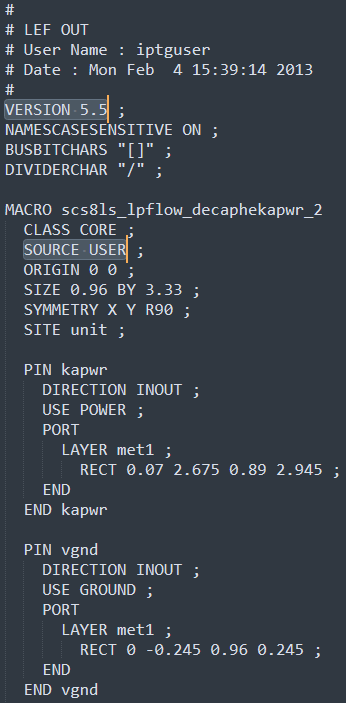 #
# LEF OUT
# User Name : iptguser
# Date : Mon Feb  4 15:39:14 2013
#
VERSION 5.5 ;
NAMESCASESENSITIVE ON ;
BUSBITCHARS "[]" ;
DIVIDERCHAR "/" ;

MACRO scs8ls_lpflow_decaphekapwr_2
  CLASS CORE ;
  SOURCE USER ;
  ORIGIN 0 0 ;
  SIZE 0.96 BY 3.33 ;
  SYMMETRY X Y R90 ;
  SITE unit ;

  PIN kapwr
    DIRECTION INOUT ;
    USE POWER ;
    PORT
      LAYER met1 ;
        RECT 0.07 2.675 0.89 2.945 ;
    END
  END kapwr

  PIN vgnd
    DIRECTION INOUT ;
    USE GROUND ;
    PORT
      LAYER met1 ;
        RECT 0 -0.245 0.96 0.245 ;
    END
  END vgnd